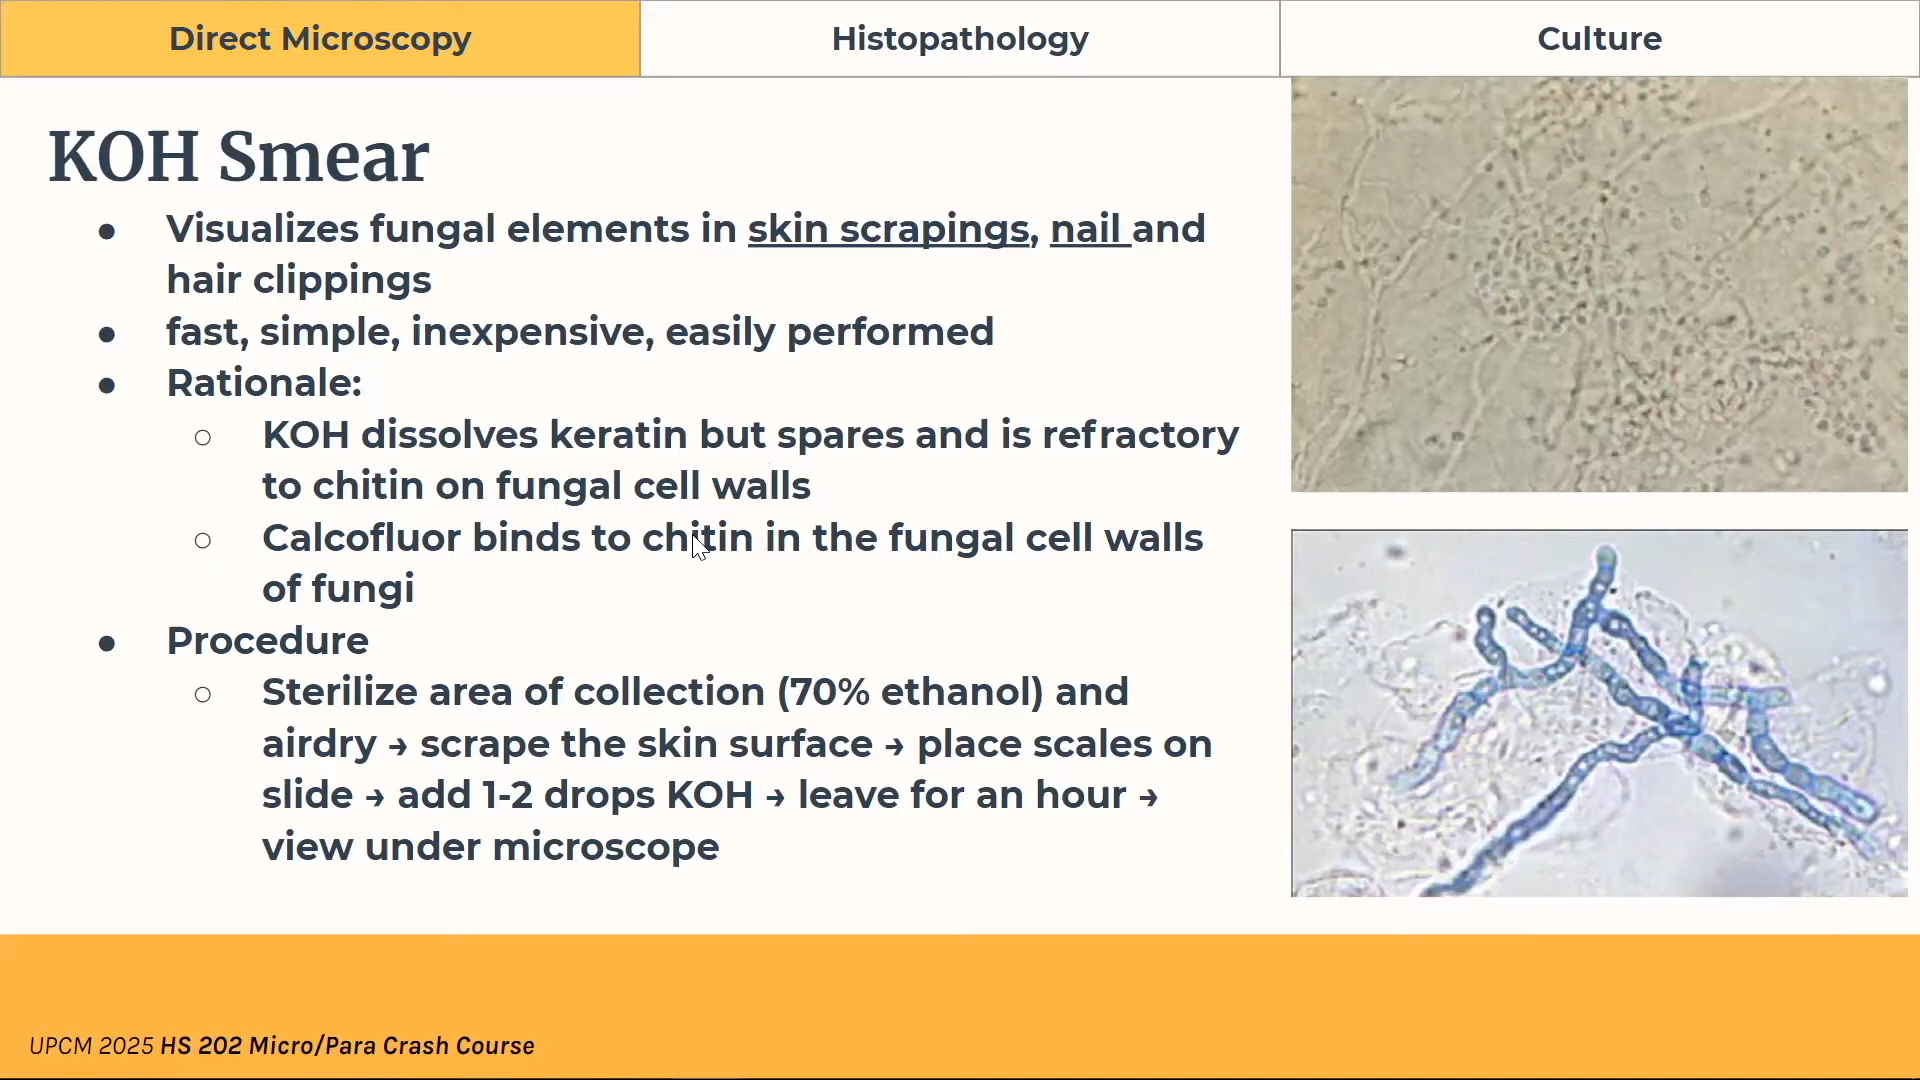 Direct Microscopy
Histopathology
Culture
KOH Smear
● Visualizes fungal elements in skin scrapings, nail and
hair clippings
● fast, simple, inexpensive, easily performed
● Rationale:
○ KOH dissolves keratin but spares and is refractory
to chitin on fungal cell walls
○ Calcofluor binds to chitin in the fungal cell walls
of fungi
● Procedure
○ Sterilize area of collection (70% ethanol) and
airdry → scrape the skin surface → place scales on
slide → add 1-2 drops KOH → leave for an hour →
view under microscope
UPCM 2025 HS 202 Micro/Para Crash Course